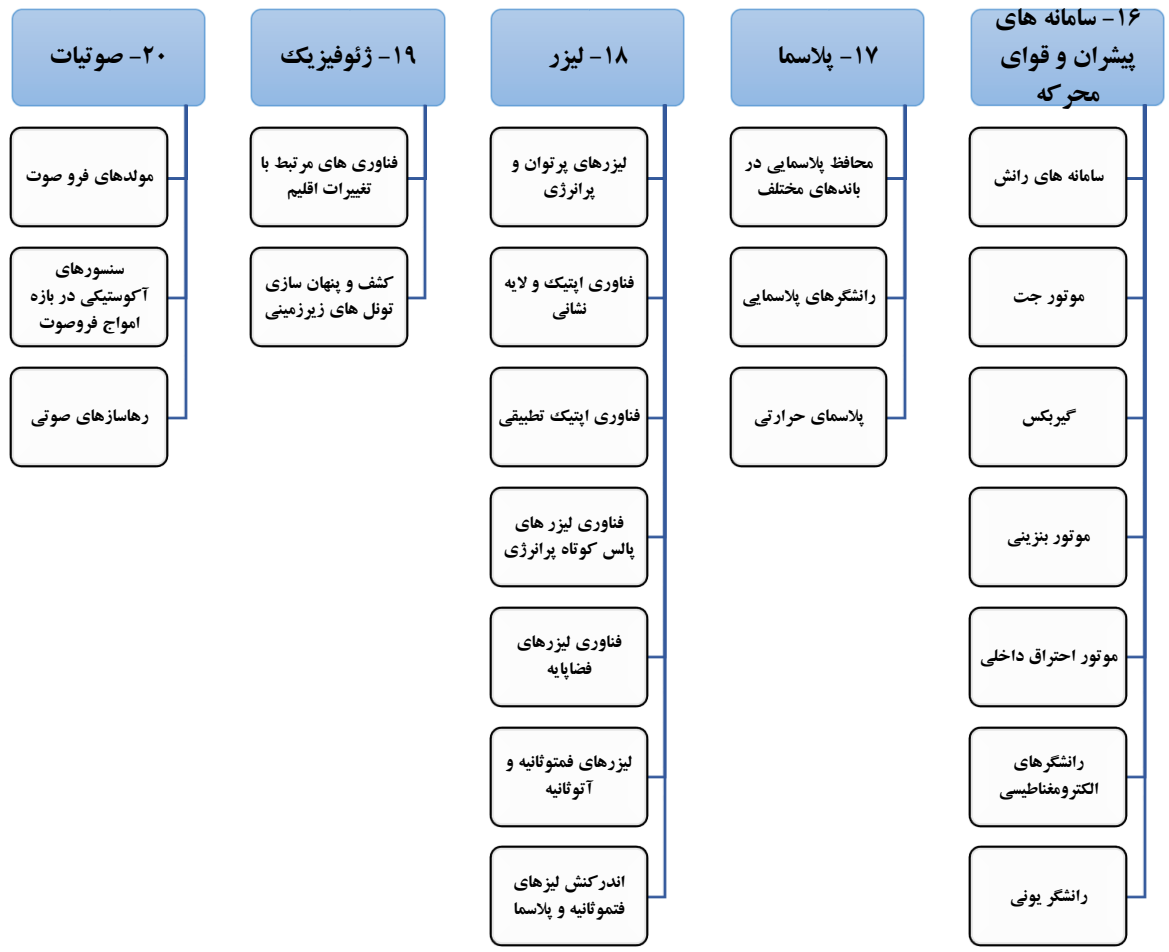 ۱۶- سامانه های
پیشران و قوای
محرکه
سامانه های رانش
موتور جت
گیربکس
موتور بنزینی
موتور احتراق داخلی
رانشگرهای
الکترومغناطیسی
رانشگر یونی
۱۷- پلاسما
محافظ پلاسمایی در
باندهای مختلف
رانشگرهای پلاسمایی
پلاسمای حرارتی
۱۸- لیزر
لیزرهای پرتوان و
پرانرژی
فناوری اپتیک و لایه
نشانی
فناوری اپتیک تطبیقی
فناوری لیزر های
پالس کوتاه پرانرژی
فناوری لیزرهای
فضاپایه
لیزرهای فمتوثانیه و
آتوثانیه
اندرکنش لیزهای
فتموثانیه و پلاسما
۱۹- ژئوفیزیک
فناوری های مرتبط با
تغییرات اقلیم
کشف و پنهان سازی
تونل های زیرزمینی
۲۰- صوتیات
مولدهای فرو صوت
سنسورهای
آکوستیکی در بازه
امواج فروصوت
رهاسازهای صوتی